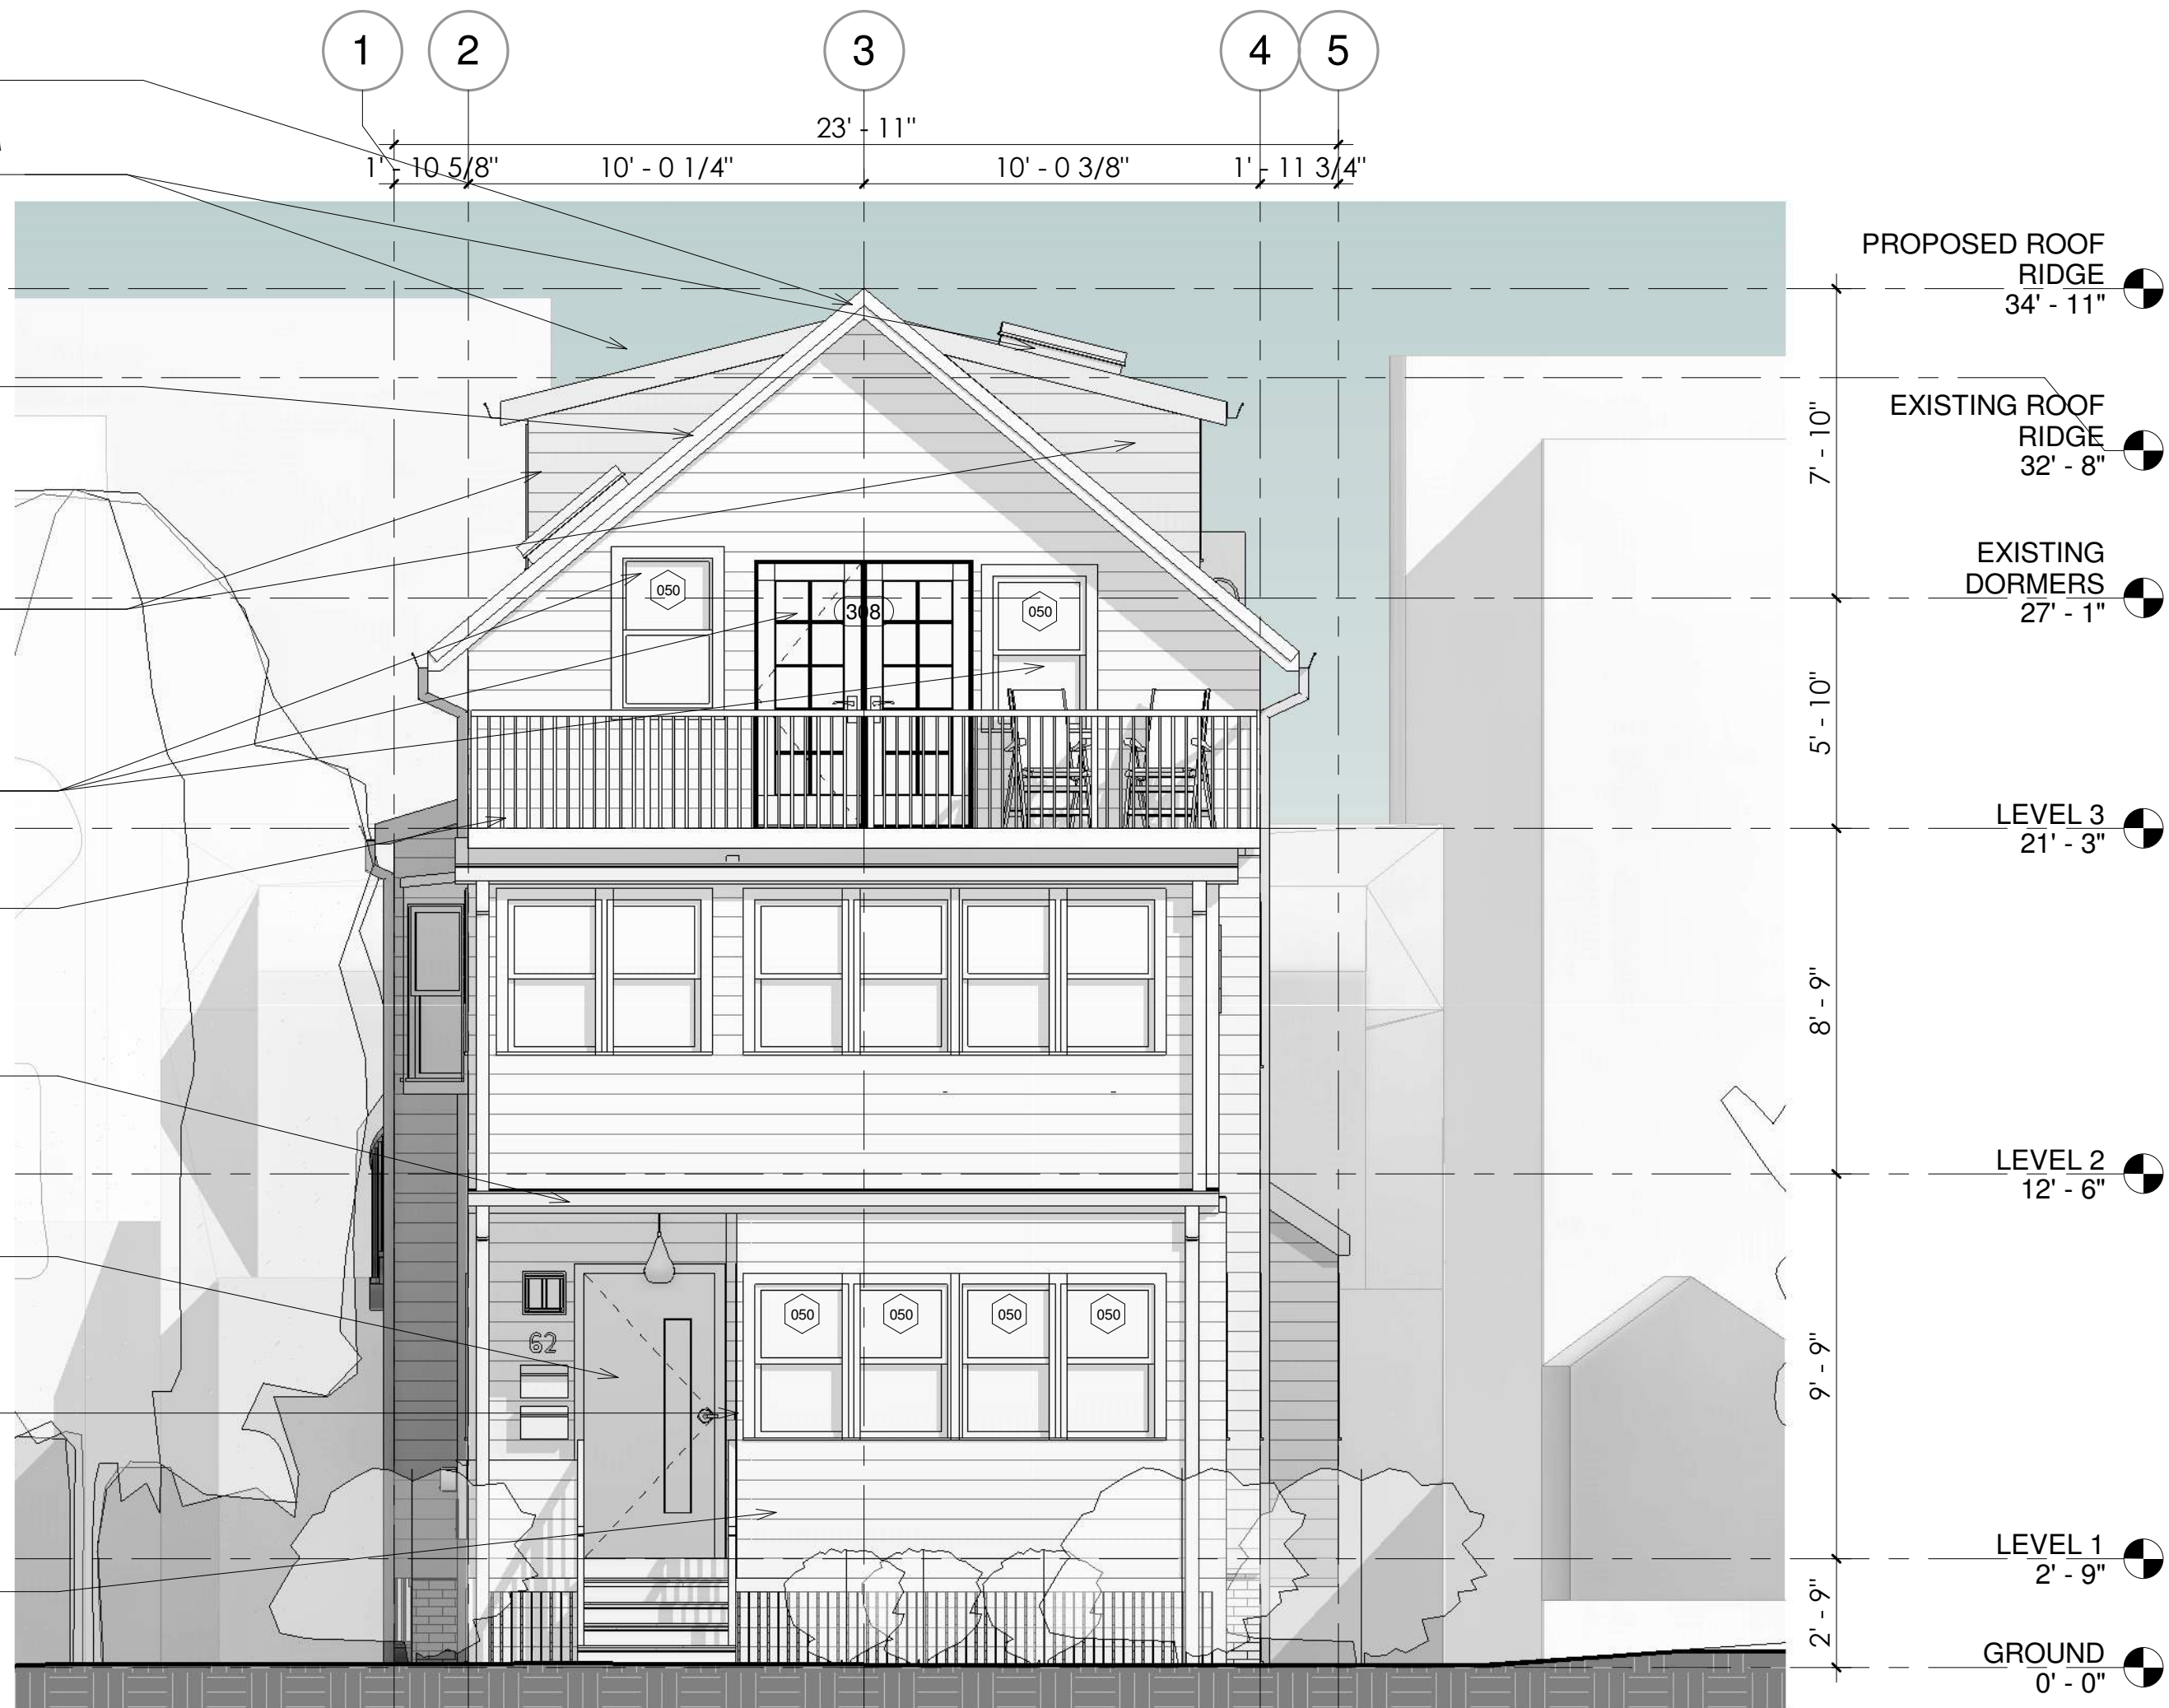 1
2
3
4
5
23' - 11"
1' - 10 5/8"
10' - 0 1/4"
10' - 0 3/8"
1' - 11 3/4"
PROPOSED ROOF
RIDGE
34' - 11"
7' - 10"
EXISTING ROOF
RIDGE
32' - 8"
EXISTING
DORMERS
27' - 1"
050
308
050
5' - 10"
LEVEL 3
21' - 3"
8' - 9"
LEVEL 2
12' - 6"
050
050
050
050
62
9' - 9"
LEVEL 1
2' - 9"
2' - 9"
GROUND
0' - 0"